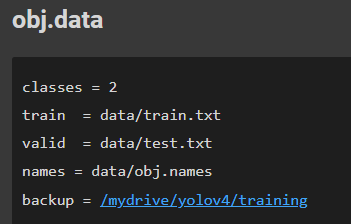 obj.data
classes = 2
train  = data/train.txt
valid  = data/test.txt
names = data/obj.names
backup = /mydrive/yolov4/training